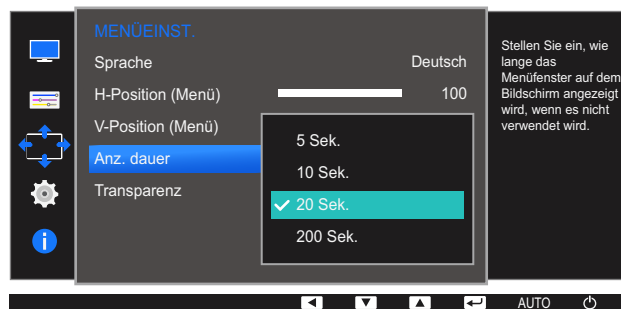 MENÜEINST.
Sprache Deutsch
H-Position (Menü) 100
V-Position (Menü)
Anz. dauer
Transparenz
5 Sek.
10 Sek.
20 Sek.
200 Sek.
Stellen Sie ein, wie
lange das
Menüfenster auf dem
Bildschirm angezeigt
wird, wenn es nicht
verwendet wird.
AUTO